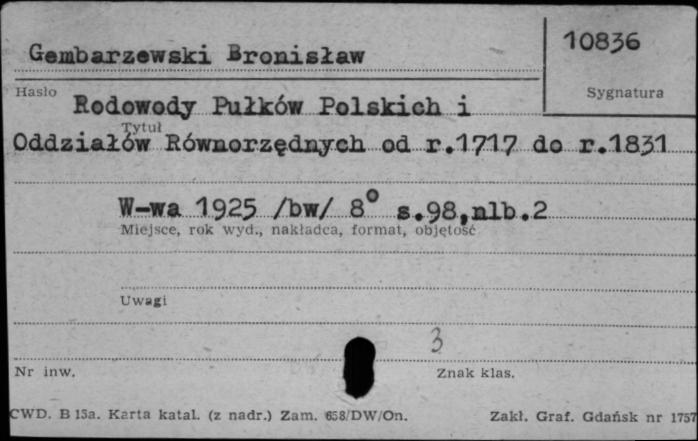 10836
Gembarzewski Bronisław
Sygnatura
Hasło
Rodowody Pułków Polskich i
Tytuł
Oddziałów Równorzędnych od r.1717 do r.1831
W-wa 1925 /bw/ 8° s.98,nlb.2
Miejsce, rok wyd., nakładca, format, objętość
Uwagi
3
Nr inw.
Znak klas.
CWD. B 15a. Karta katal. (z nadr.) Zam. 658/DW/On. Zakł. Graf. Gdańsk nr 1757